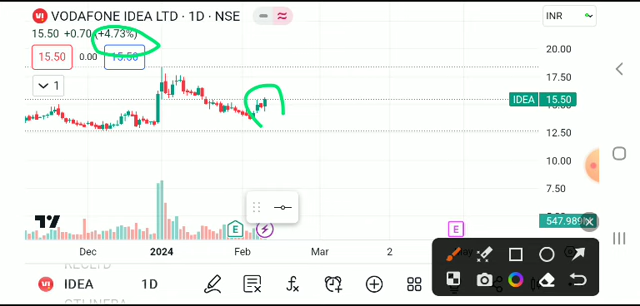 VODAFONE IDEA LTD · 1D · NSE
INR
15.50 +0.70 (+4.73%)
15.50 0.00 15.50
1
20.00
17.50
IDEA 15.50
12.50
10.00
7.50
547.989M
E E
Dec 2024 Feb Mar 2
IDEA 1D